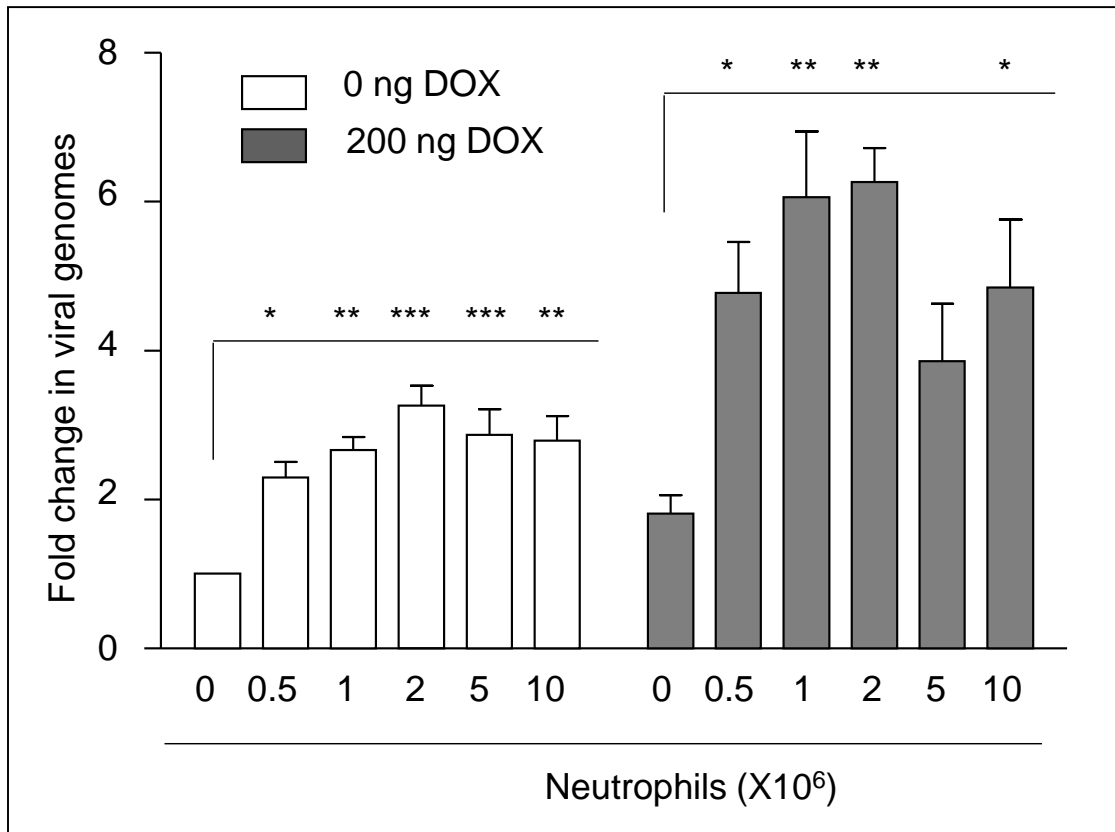 Fold change in viral genomes
8
6
4
2
0
0 ng DOX
200 ng DOX
* ** *** *** **
* ** ** *
0 0.5 1 2 5 10 0 0.5 1 2 5 10
Neutrophils (X10⁶)